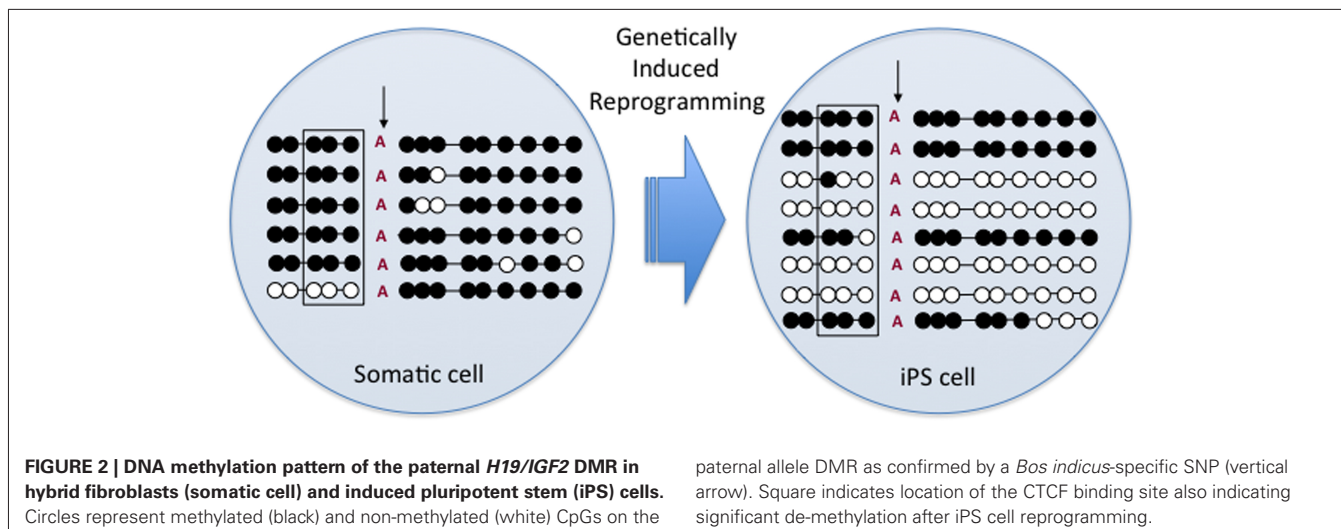 Genetically
Induced
Reprogramming
A
A
A
A
A
A
Somatic cell
A
A
A
A
A
A
A
A
iPS cell
FIGURE 2 | DNA methylation pattern of the paternal H19/IGF2 DMR in
hybrid fibroblasts (somatic cell) and induced pluripotent stem (iPS) cells.
Circles represent methylated (black) and non-methylated (white) CpGs on the
paternal allele DMR as confirmed by a Bos indicus-specific SNP (vertical
arrow). Square indicates location of the CTCF binding site also indicating
significant de-methylation after iPS cell reprogramming.